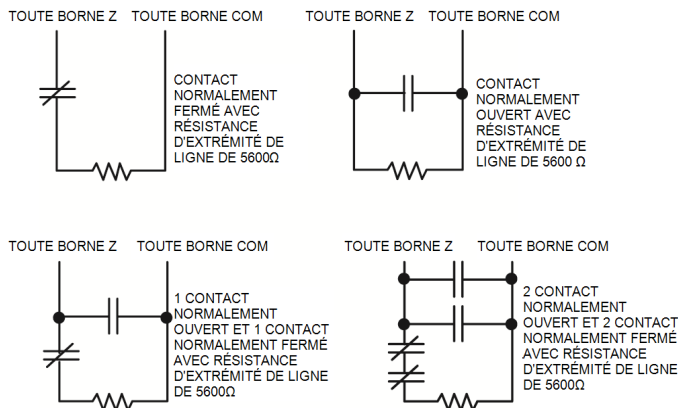 TOUTE BORNE Z TOUTE BORNE COM
CONTACT
NORMALEMENT
FERMÉ AVEC
RÉSISTANCE
D'EXTRÉMITÉ DE
LIGNE DE 5600Ω
TOUTE BORNE Z TOUTE BORNE COM
CONTACT
NORMALEMENT
OUVERT AVEC
RÉSISTANCE
D'EXTRÉMITÉ DE
LIGNE DE 5600 Ω
TOUTE BORNE Z TOUTE BORNE COM
1 CONTACT
NORMALEMENT
OUVERT ET 1 CONTACT
NORMALEMENT FERMÉ
AVEC RÉSISTANCE
D'EXTRÉMITÉ DE LIGNE
DE 5600Ω
TOUTE BORNE Z TOUTE BORNE COM
2 CONTACT
NORMALEMENT
OUVERT ET 2 CONTACT
NORMALEMENT FERMÉ
AVEC RÉSISTANCE
D'EXTRÉMITÉ DE LIGNE
DE 5600Ω